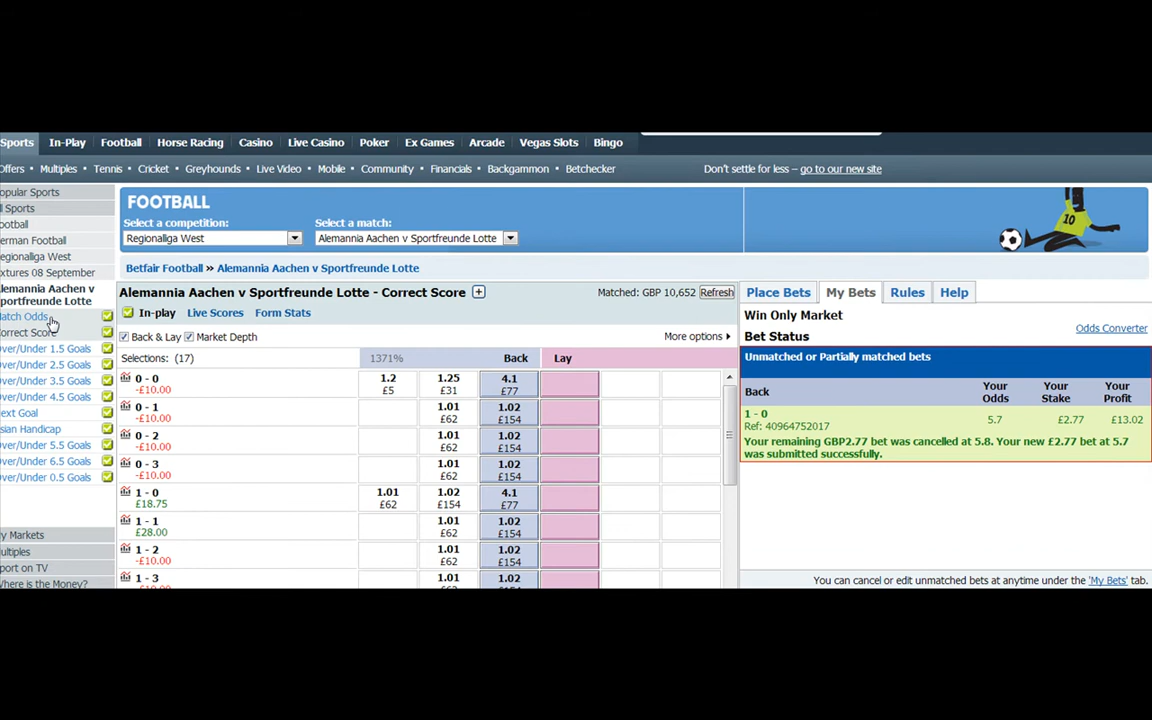 Sports In-Play Football Horse Racing Casino Live Casino Poker Ex Games Arcade Vegas Slots Bingo
Offers Multiples Tennis Cricket Greyhounds Live Video Mobile Community Financials Backgammon Betchecker Don't settle for less – go to our new site
opular Sports
ll Sports
ootball
erman Football
egionalliga West
xtures 08 September
lemannia Aachen v
portfreunde Lotte
atch Odds
orrect Score
ver/Under 1.5 Goals
ver/Under 2.5 Goals
ver/Under 3.5 Goals
ver/Under 4.5 Goals
ext Goal
sian Handicap
ver/Under 5.5 Goals
ver/Under 6.5 Goals
ver/Under 0.5 Goals
y Markets
ultiples
port on TV
Where is the Money?
FOOTBALL
Select a competition: Select a match:
Regionalliga West Alemannia Aachen v Sportfreunde Lotte
10
Betfair Football » Alemannia Aachen v Sportfreunde Lotte
Alemannia Aachen v Sportfreunde Lotte - Correct Score + Matched: GBP 10,652 Refresh
In-play Live Scores Form Stats
Back & Lay Market Depth More options
Selections: (17) 1371% Back Lay
0 - 0 1.2 1.25 4.1
-£10.00 £5 £31 £77
0 - 1 1.01 1.02
-£10.00 £62 £154
0 - 2 1.01 1.02
-£10.00 £62 £154
0 - 3 1.01 1.02
-£10.00 £62 £154
1 - 0 1.01 1.02 4.1
£18.75 £62 £154 £77
1 - 1 1.01 1.02
£28.00 £62 £154
1 - 2 1.01 1.02
-£10.00 £62 £154
1 - 3 1.01 1.02
Place Bets My Bets Rules Help
Win Only Market
Odds Converter
Bet Status
Unmatched or Partially matched bets
Back Your Odds Your Stake Your Profit
1 - 0 5.7 £2.77 £13.02
Ref: 40964752017
Your remaining GBP2.77 bet was cancelled at 5.8. Your new £2.77 bet at 5.7
was submitted successfully.
You can cancel or edit unmatched bets at anytime under the 'My Bets' tab.